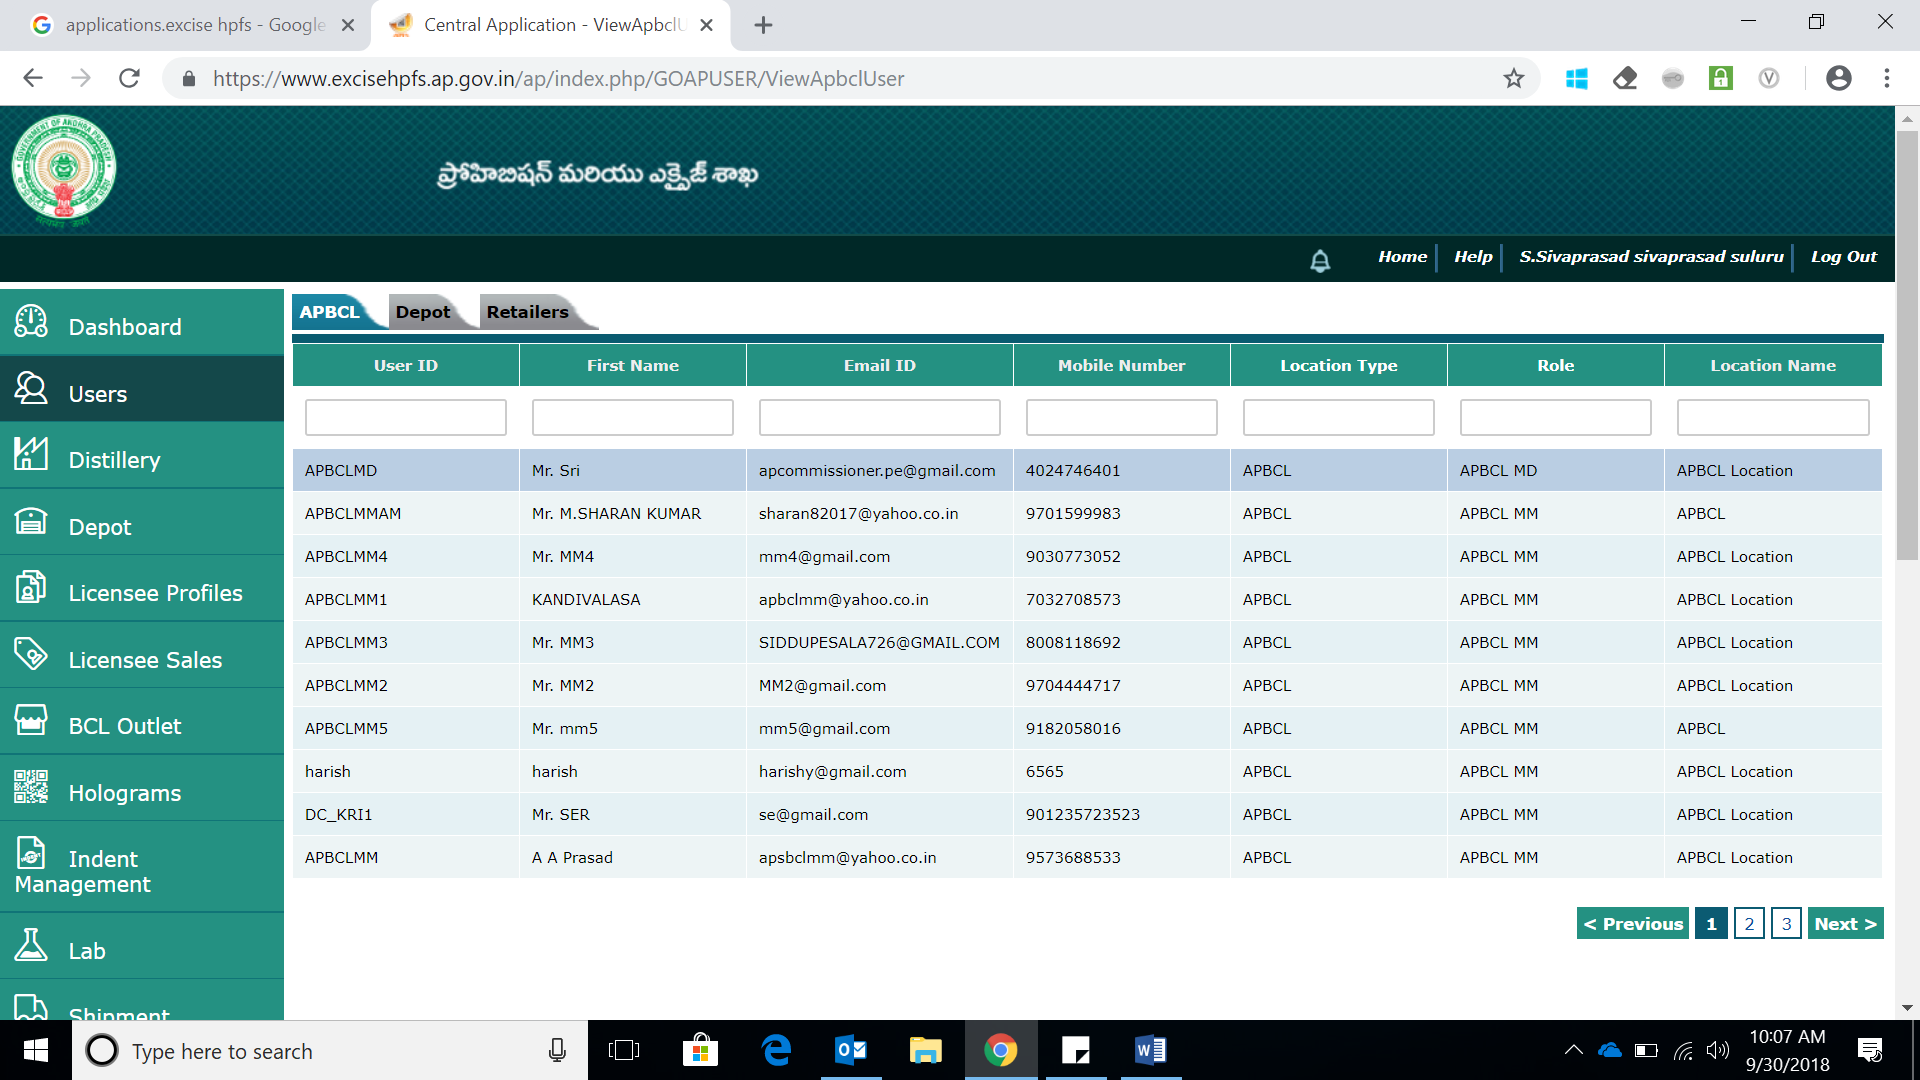 applications.excise hpfs - Google
Central Application - ViewApbclU
https://www.excisehpfs.ap.gov.in/ap/index.php/GOAPUSER/ViewApbclUser
ప్రోహిబిషన్ మరియు ఎక్సైజ్ శాఖ
Home Help S.Sivaprasad sivaprasad suluru Log Out
Dashboard
Users
Distillery
Depot
Licensee Profiles
Licensee Sales
BCL Outlet
Holograms
Indent
Management
Lab
Shipment
APBCL Depot Retailers
User ID First Name Email ID Mobile Number Location Type Role Location Name
APBCLMD Mr. Sri apcommissioner.pe@gmail.com 4024746401 APBCL APBCL MD APBCL Location
APBCLMMAM Mr. M.SHARAN KUMAR sharan82017@yahoo.co.in 9701599983 APBCL APBCL MM APBCL
APBCLMM4 Mr. MM4 mm4@gmail.com 9030773052 APBCL APBCL MM APBCL Location
APBCLMM1 KANDIVALASA apbclmm@yahoo.co.in 7032708573 APBCL APBCL MM APBCL Location
APBCLMM3 Mr. MM3 SIDDUPESALA726@GMAIL.COM 8008118692 APBCL APBCL MM APBCL Location
APBCLMM2 Mr. MM2 MM2@gmail.com 9704444717 APBCL APBCL MM APBCL Location
APBCLMM5 Mr. mm5 mm5@gmail.com 9182058016 APBCL APBCL MM APBCL
harish harish harishy@gmail.com 6565 APBCL APBCL MM APBCL Location
DC_KRI1 Mr. SER se@gmail.com 901235723523 APBCL APBCL MM APBCL Location
APBCLMM A A Prasad apsbclmm@yahoo.co.in 9573688533 APBCL APBCL MM APBCL Location
< Previous 1 2 3 Next >
Type here to search
10:07 AM
9/30/2018